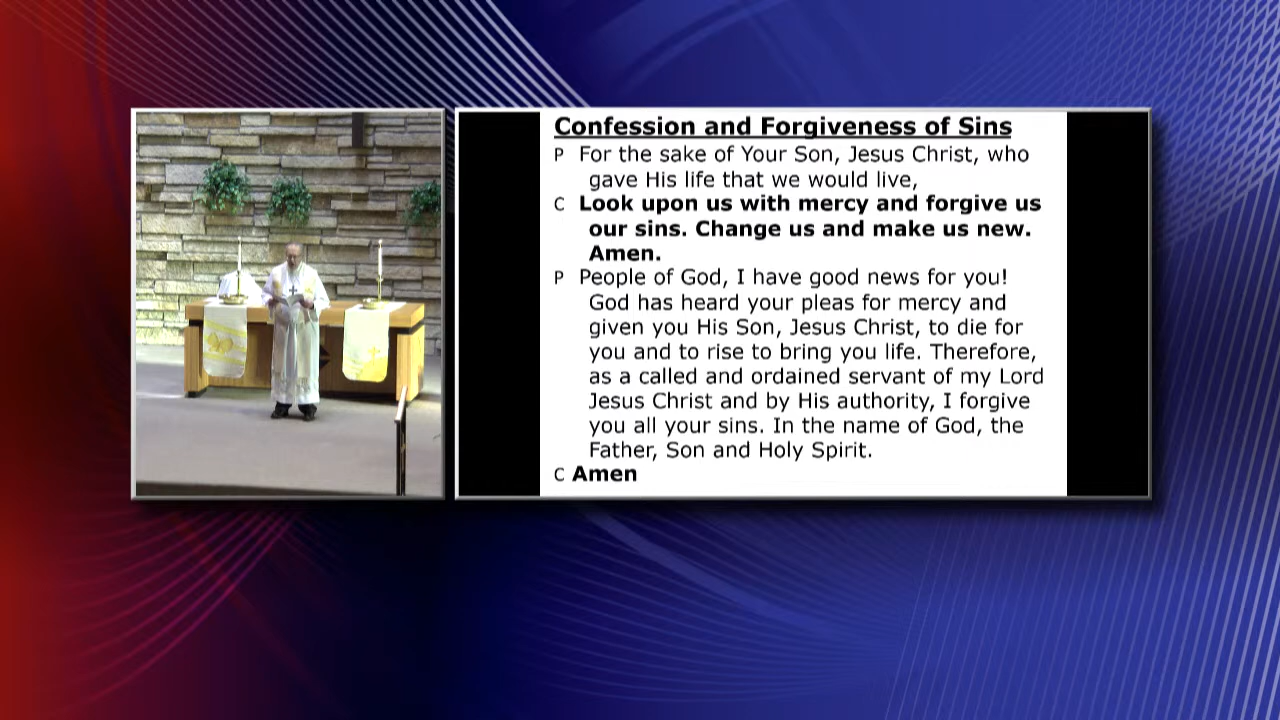 Confession and Forgiveness of Sins
P For the sake of Your Son, Jesus Christ, who
gave His life that we would live,
C Look upon us with mercy and forgive us
our sins. Change us and make us new.
Amen.
P People of God, I have good news for you!
God has heard your pleas for mercy and
given you His Son, Jesus Christ, to die for
you and to rise to bring you life. Therefore,
as a called and ordained servant of my Lord
Jesus Christ and by His authority, I forgive
you all your sins. In the name of God, the
Father, Son and Holy Spirit.
C Amen